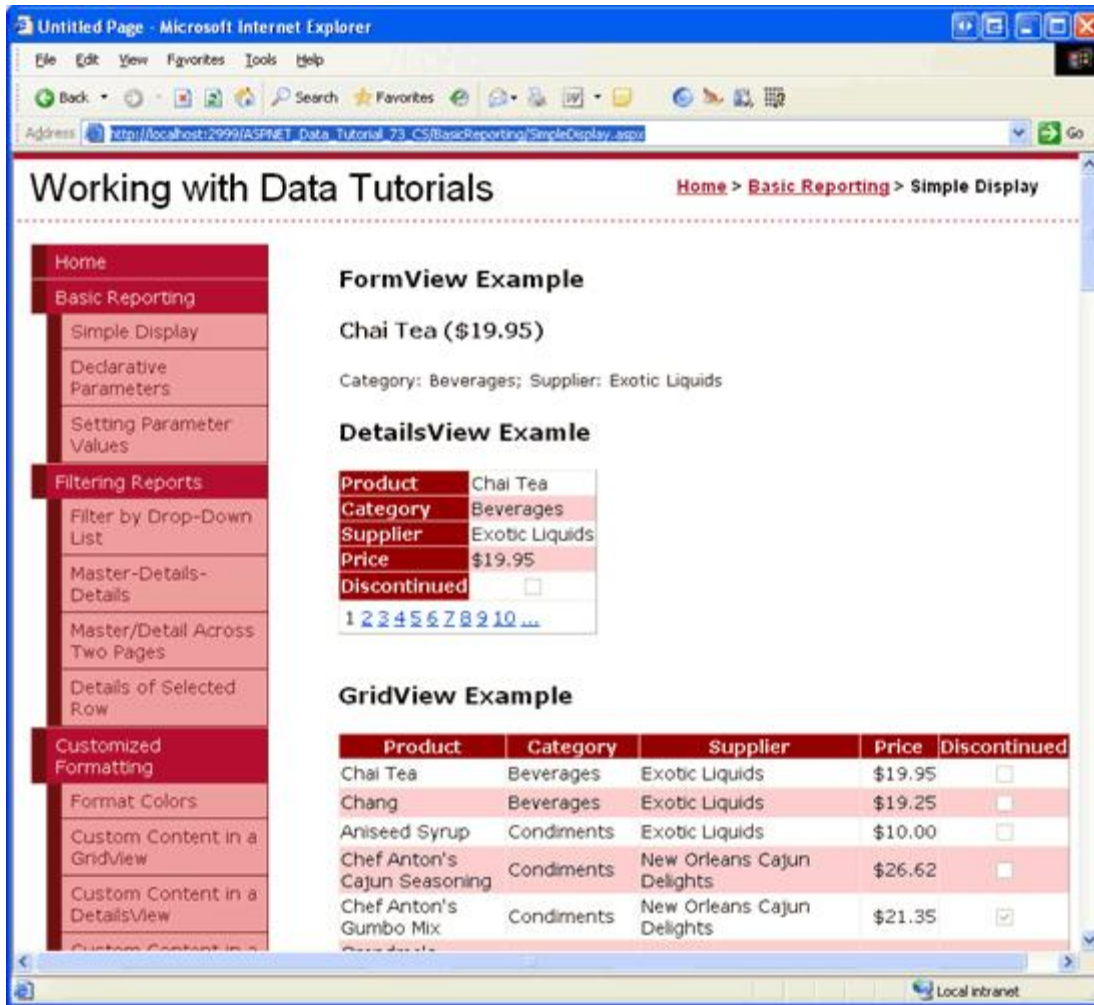 Untitled Page - Microsoft Internet Explorer
File Edit View Favorites Tools Help
Back Search Favorites
Address http://localhost:2999/ASPNET_Data_Tutorial_73_CS/BasicReporting/SimpleDisplay.aspx Go
Working with Data Tutorials
Home > Basic Reporting > Simple Display
Home
Basic Reporting
Simple Display
Declarative
Parameters
Setting Parameter
Values
Filtering Reports
Filter by Drop-Down
List
Master-Details-
Details
Master/Detail Across
Two Pages
Details of Selected
Row
Customized
Formatting
Format Colors
Custom Content in a
GridView
Custom Content in a
DetailsView
Custom Content in a
FormView Example
Chai Tea ($19.95)
Category: Beverages; Supplier: Exotic Liquids
DetailsView Examle
Product Chai Tea
Category Beverages
Supplier Exotic Liquids
Price $19.95
Discontinued
1 2 3 4 5 6 7 8 9 10 ...
GridView Example
Product Category Supplier Price Discontinued
Chai Tea Beverages Exotic Liquids $19.95
Chang Beverages Exotic Liquids $19.25
Aniseed Syrup Condiments Exotic Liquids $10.00
Chef Anton's
Cajun Seasoning Condiments New Orleans Cajun
Delights $26.62
Chef Anton's
Gumbo Mix Condiments New Orleans Cajun
Delights $21.35
Local intranet